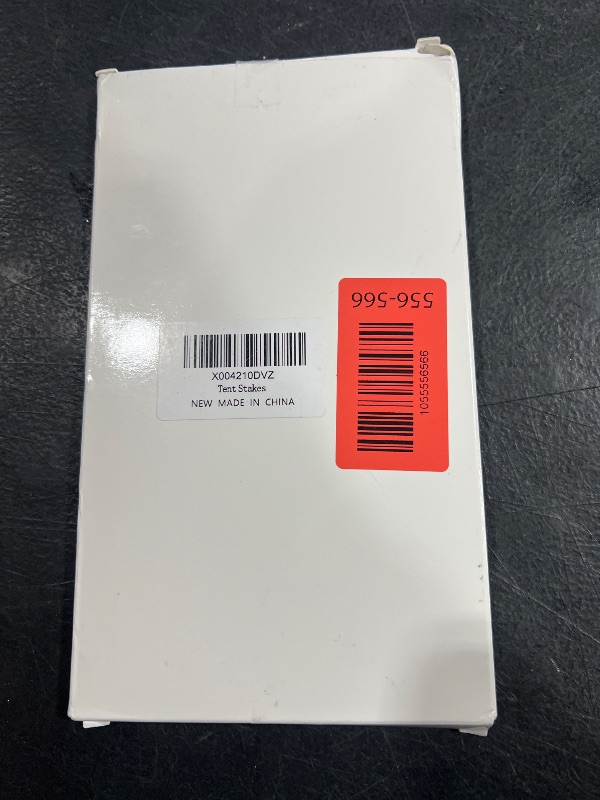 556-566
1055556566
X004210DVZ
Tent Stakes
NEW MADE IN CHINA